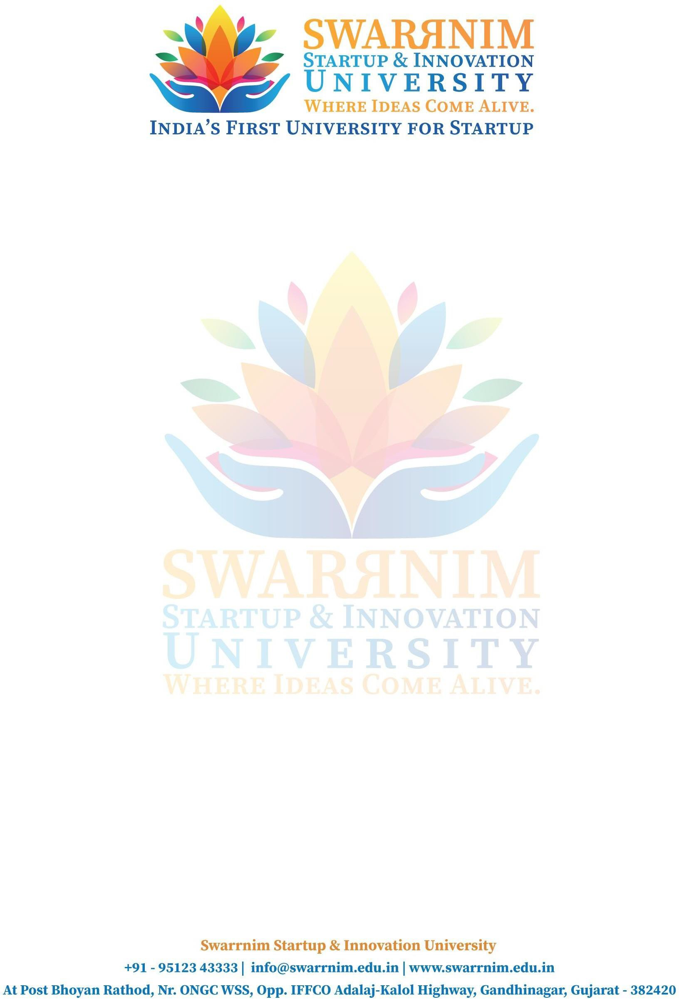 SWARRNIM
STARTUP & INNOVATION
UNIVERSITY
WHERE IDEAS COME ALIVE.
INDIA'S FIRST UNIVERSITY FOR STARTUP
SWARRNIM
STARTUP & INNOVATION
UNIVERSITY
WHERE IDEAS COME ALIVE.
Swarrnim Startup & Innovation University
+91 - 95123 43333 | info@swarrnim.edu.in | www.swarrnim.edu.in
At Post Bhoyan Rathod, Nr. ONGC WSS, Opp. IFFCO Adalaj-Kalol Highway, Gandhinagar, Gujarat - 382420